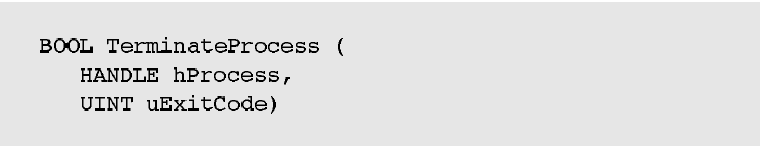 BOOL TerminateProcess (
HANDLE hProcess,
UINT uExitCode)